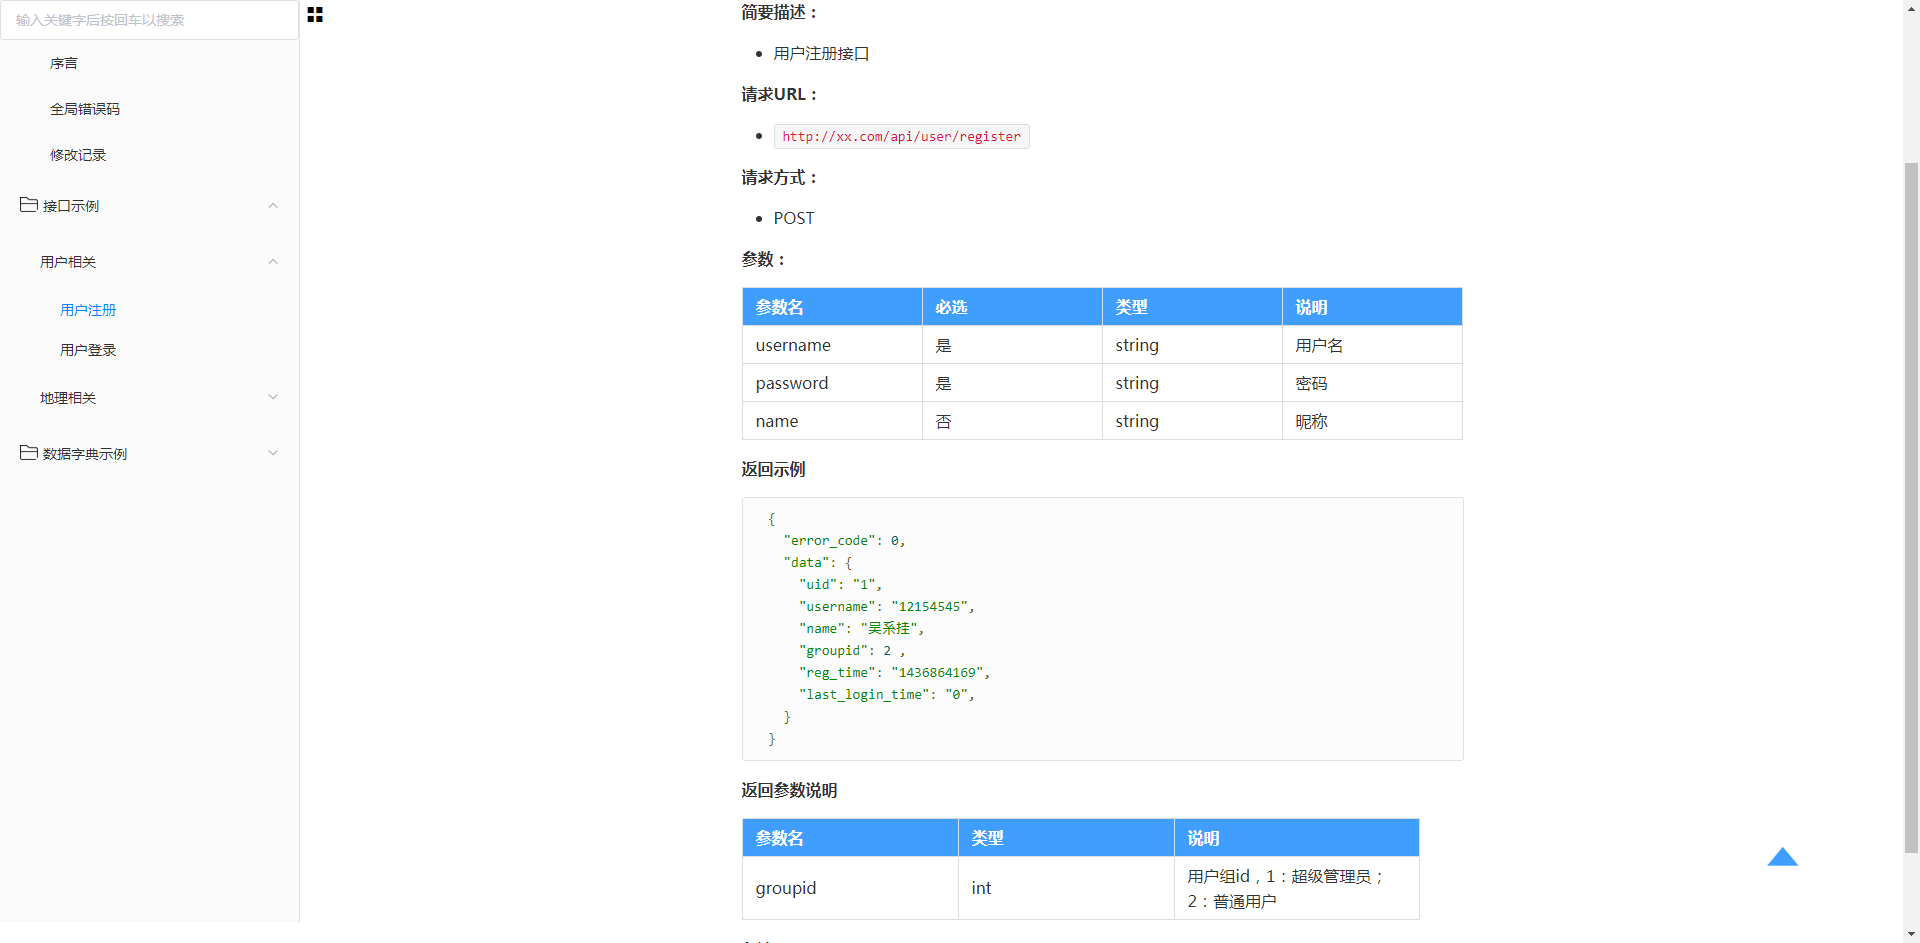 输入关键字后按回车以搜索
序言
全局错误码
修改记录
接口示例
用户相关
用户注册
用户登录
地理相关
数据字典示例
简要描述：
用户注册接口
请求URL：
http://xx.com/api/user/register
请求方式：
POST
参数：
参数名 必选 类型 说明
username 是 string 用户名
password 是 string 密码
name 否 string 昵称
返回示例
{
"error_code": 0,
"data": {
"uid": "1",
"username": "12154545",
"name": "吴系挂",
"groupid": 2 ,
"reg_time": "1436864169",
"last_login_time": "0",
}
}
返回参数说明
参数名 类型 说明
groupid int 用户组id，1：超级管理员；
2：普通用户